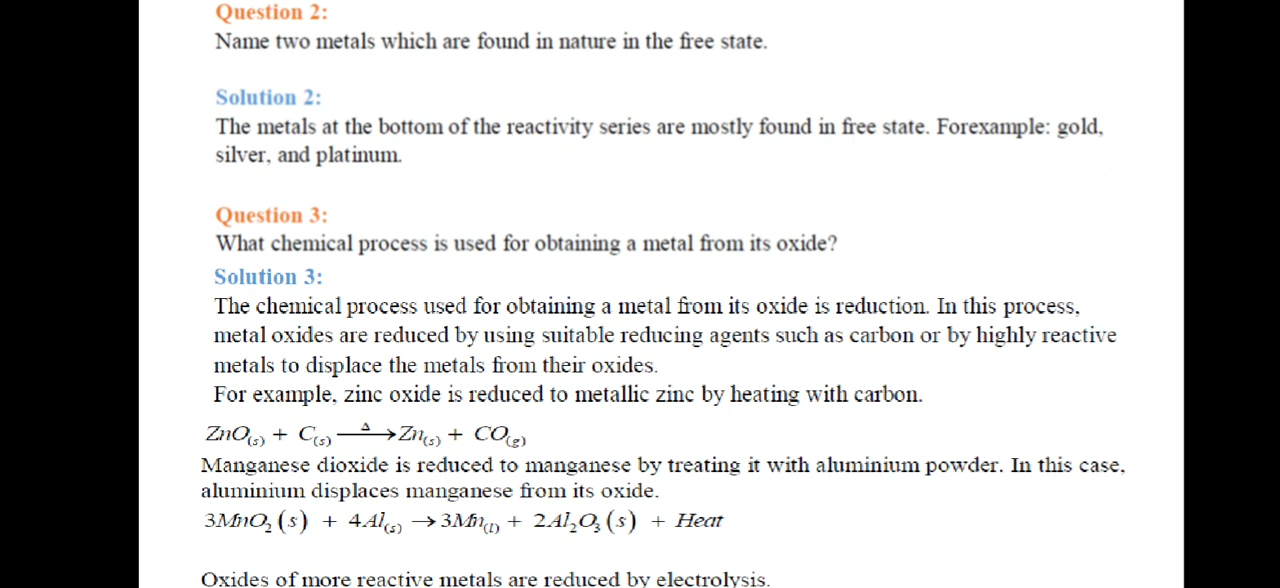 Question 2:
Name two metals which are found in nature in the free state.
Solution 2:
The metals at the bottom of the reactivity series are mostly found in free state. Forexample: gold,
silver, and platinum.
Question 3:
What chemical process is used for obtaining a metal from its oxide?
Solution 3:
The chemical process used for obtaining a metal from its oxide is reduction. In this process,
metal oxides are reduced by using suitable reducing agents such as carbon or by highly reactive
metals to displace the metals from their oxides.
For example, zinc oxide is reduced to metallic zinc by heating with carbon.
ZnO(s) + C(s) —Δ→ Zn(s) + CO(g)
Manganese dioxide is reduced to manganese by treating it with aluminium powder. In this case,
aluminium displaces manganese from its oxide.
3MnO₂ (s) + 4Al(s) → 3Mn(l) + 2Al₂O₃ (s) + Heat
Oxides of more reactive metals are reduced by electrolysis.